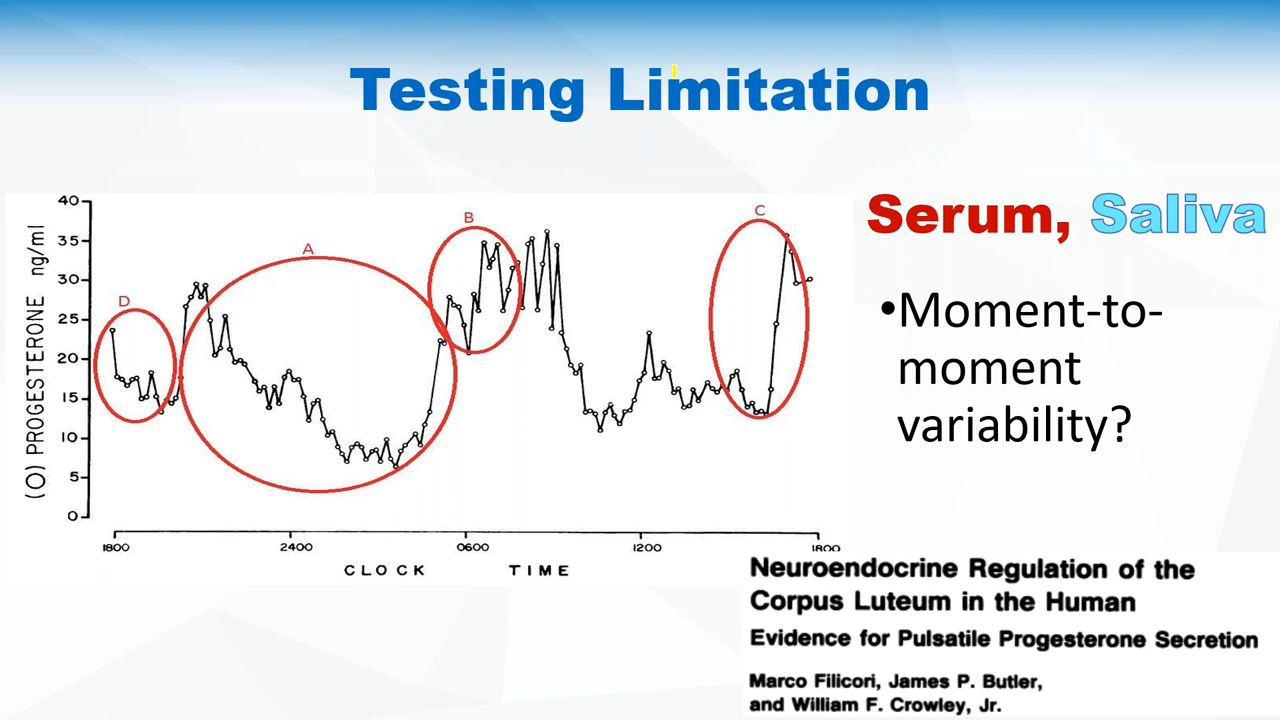 Testing Limitation
Serum, Saliva
•Moment-to-
moment
variability?
(O) PROGESTERONE ng/ml
40
35
30
25
20
15
10
5
0
D
A
B
C
1800
2400
0600
1200
1800
CLOCK TIME
Neuroendocrine Regulation of the
Corpus Luteum in the Human
Evidence for Pulsatile Progesterone Secretion
Marco Filicori, James P. Butler,
and William F. Crowley, Jr.